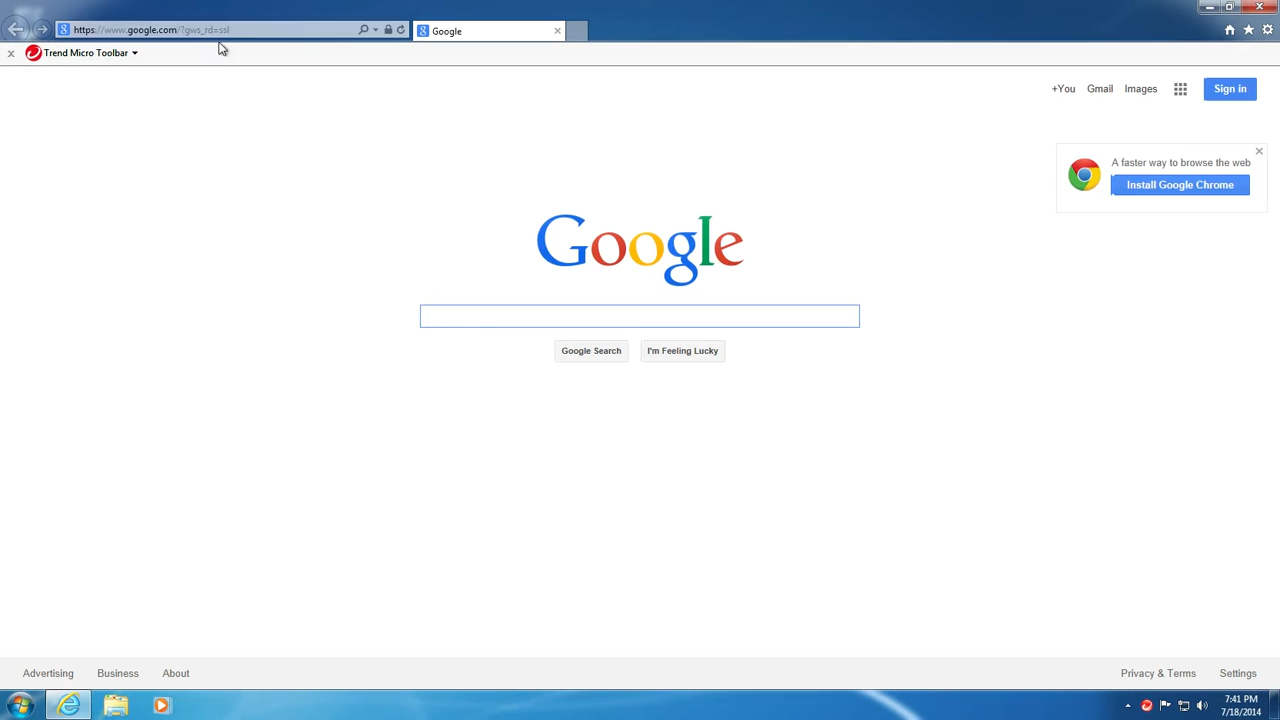 https://www.google.com/?gws_rd=ssl
Google
Trend Micro Toolbar
+You Gmail Images Sign in
A faster way to browse the web
Install Google Chrome
Google
Google Search I'm Feeling Lucky
Advertising Business About Privacy & Terms Settings
7:41 PM
7/18/2014